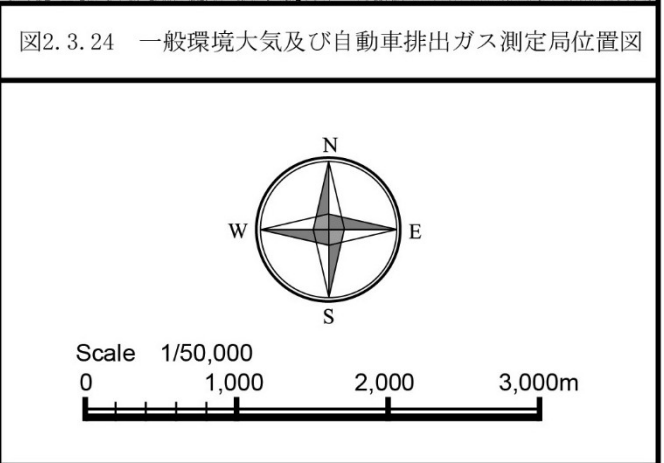 図2.3.24 一般環境大気及び自動車排出ガス測定局位置図
N
W E
S
Scale 1/50,000
0 1,000 2,000 3,000m